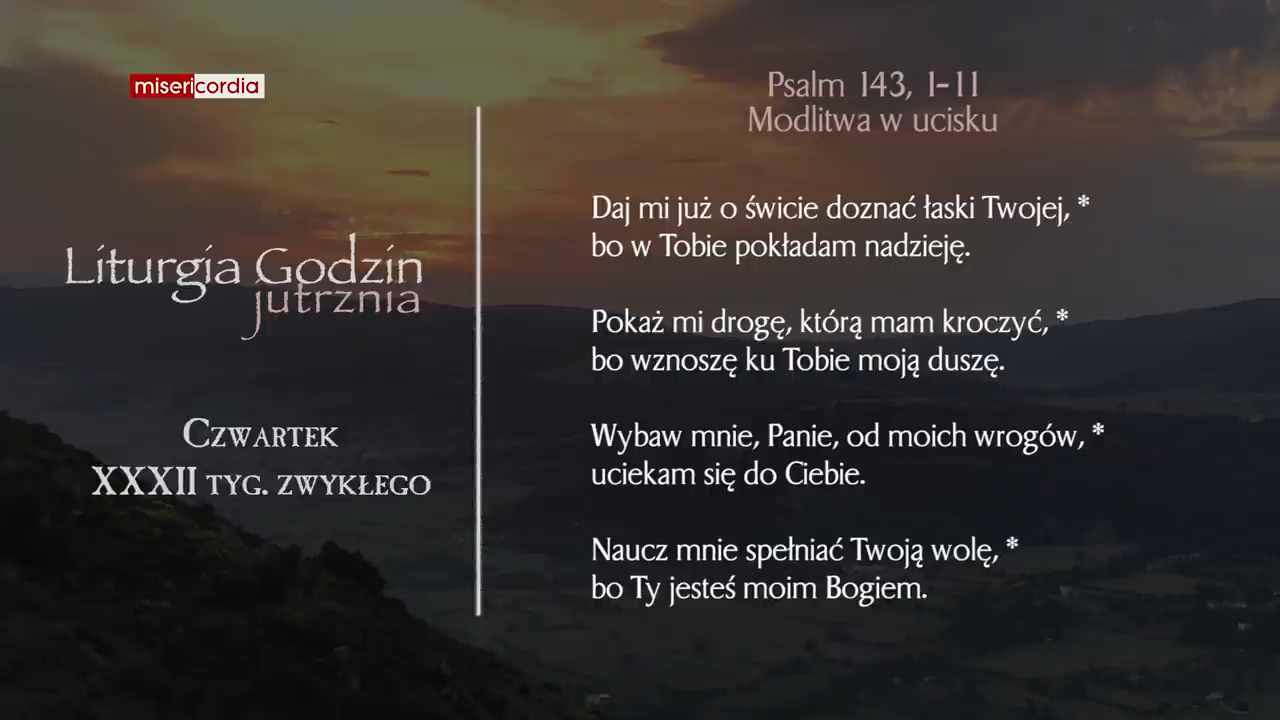 misericordia
Liturgia Godzin
jutrznia
Czwartek
XXXII tyg. zwykłego
Psalm 143, 1-11
Modlitwa w ucisku
Daj mi już o świcie doznać łaski Twojej, *
bo w Tobie pokładam nadzieję.
Pokaż mi drogę, którą mam kroczyć, *
bo wznoszę ku Tobie moją duszę.
Wybaw mnie, Panie, od moich wrogów, *
uciekam się do Ciebie.
Naucz mnie spełniać Twoją wolę, *
bo Ty jesteś moim Bogiem.